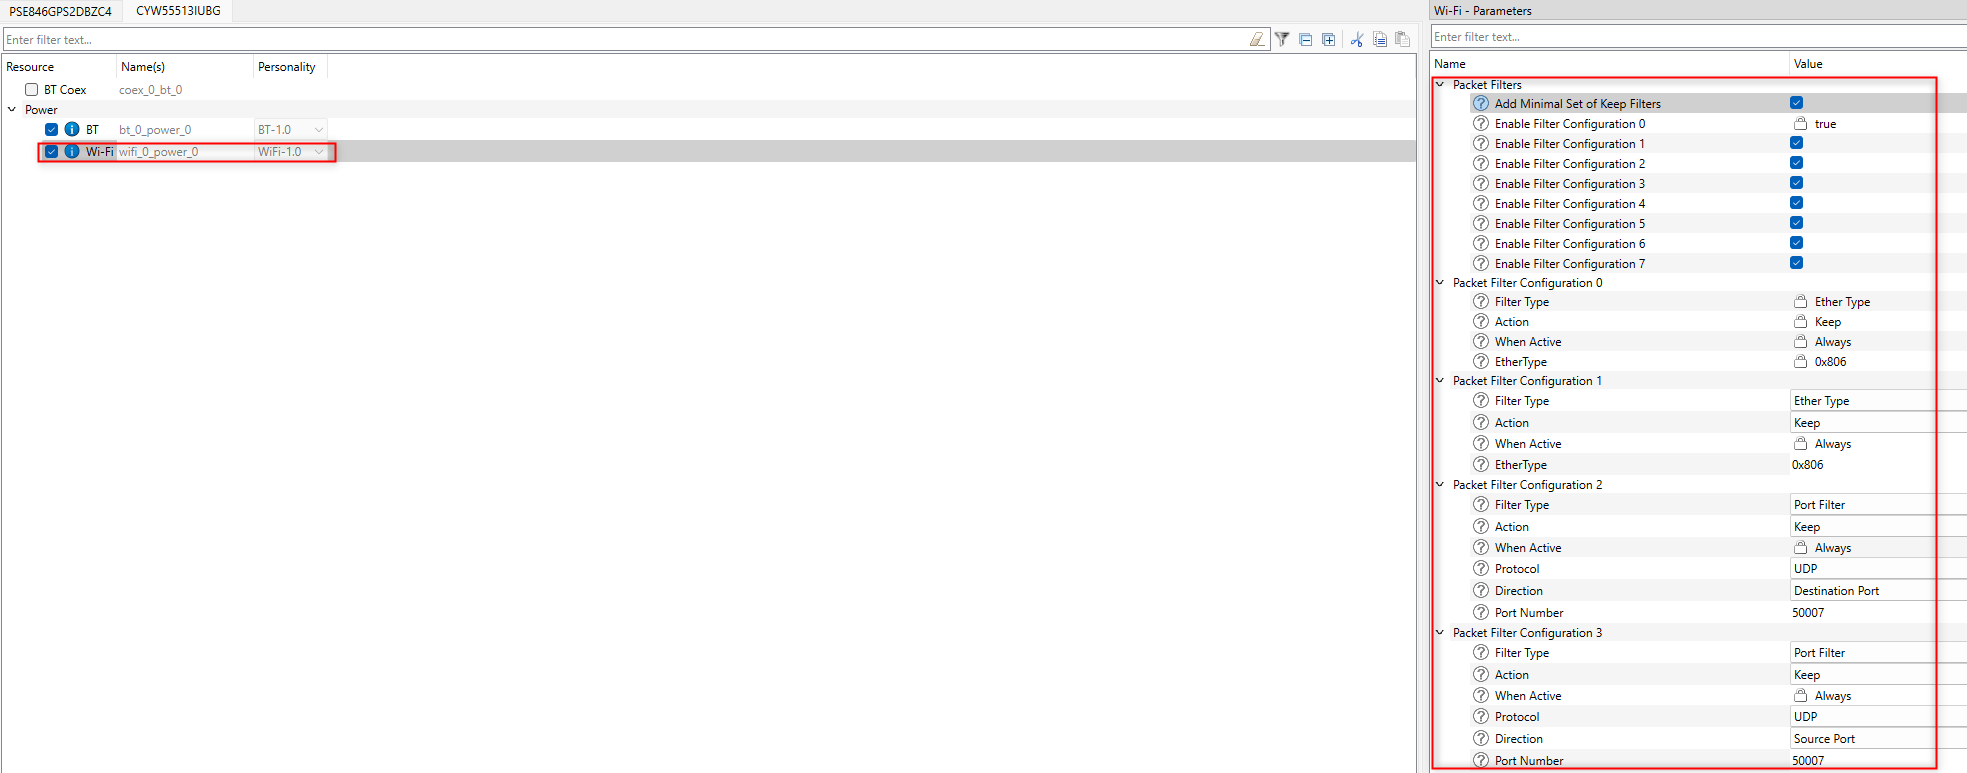 PSE846GPS2DBZC4 CYW55513IUBG
Enter filter text...
Resource Name(s) Personality
BT Coex coex_0_bt_0
Power
BT bt_0_power_0 BT-1.0
Wi-Fi wifi_0_power_0 WiFi-1.0
Wi-Fi - Parameters
Enter filter text...
Name Value
Packet Filters
Add Minimal Set of Keep Filters
Enable Filter Configuration 0 true
Enable Filter Configuration 1
Enable Filter Configuration 2
Enable Filter Configuration 3
Enable Filter Configuration 4
Enable Filter Configuration 5
Enable Filter Configuration 6
Enable Filter Configuration 7
Packet Filter Configuration 0
Filter Type Ether Type
Action Keep
When Active Always
EtherType 0x806
Packet Filter Configuration 1
Filter Type Ether Type
Action Keep
When Active Always
EtherType 0x806
Packet Filter Configuration 2
Filter Type Port Filter
Action Keep
When Active Always
Protocol UDP
Direction Destination Port
Port Number 50007
Packet Filter Configuration 3
Filter Type Port Filter
Action Keep
When Active Always
Protocol UDP
Direction Source Port
Port Number 50007